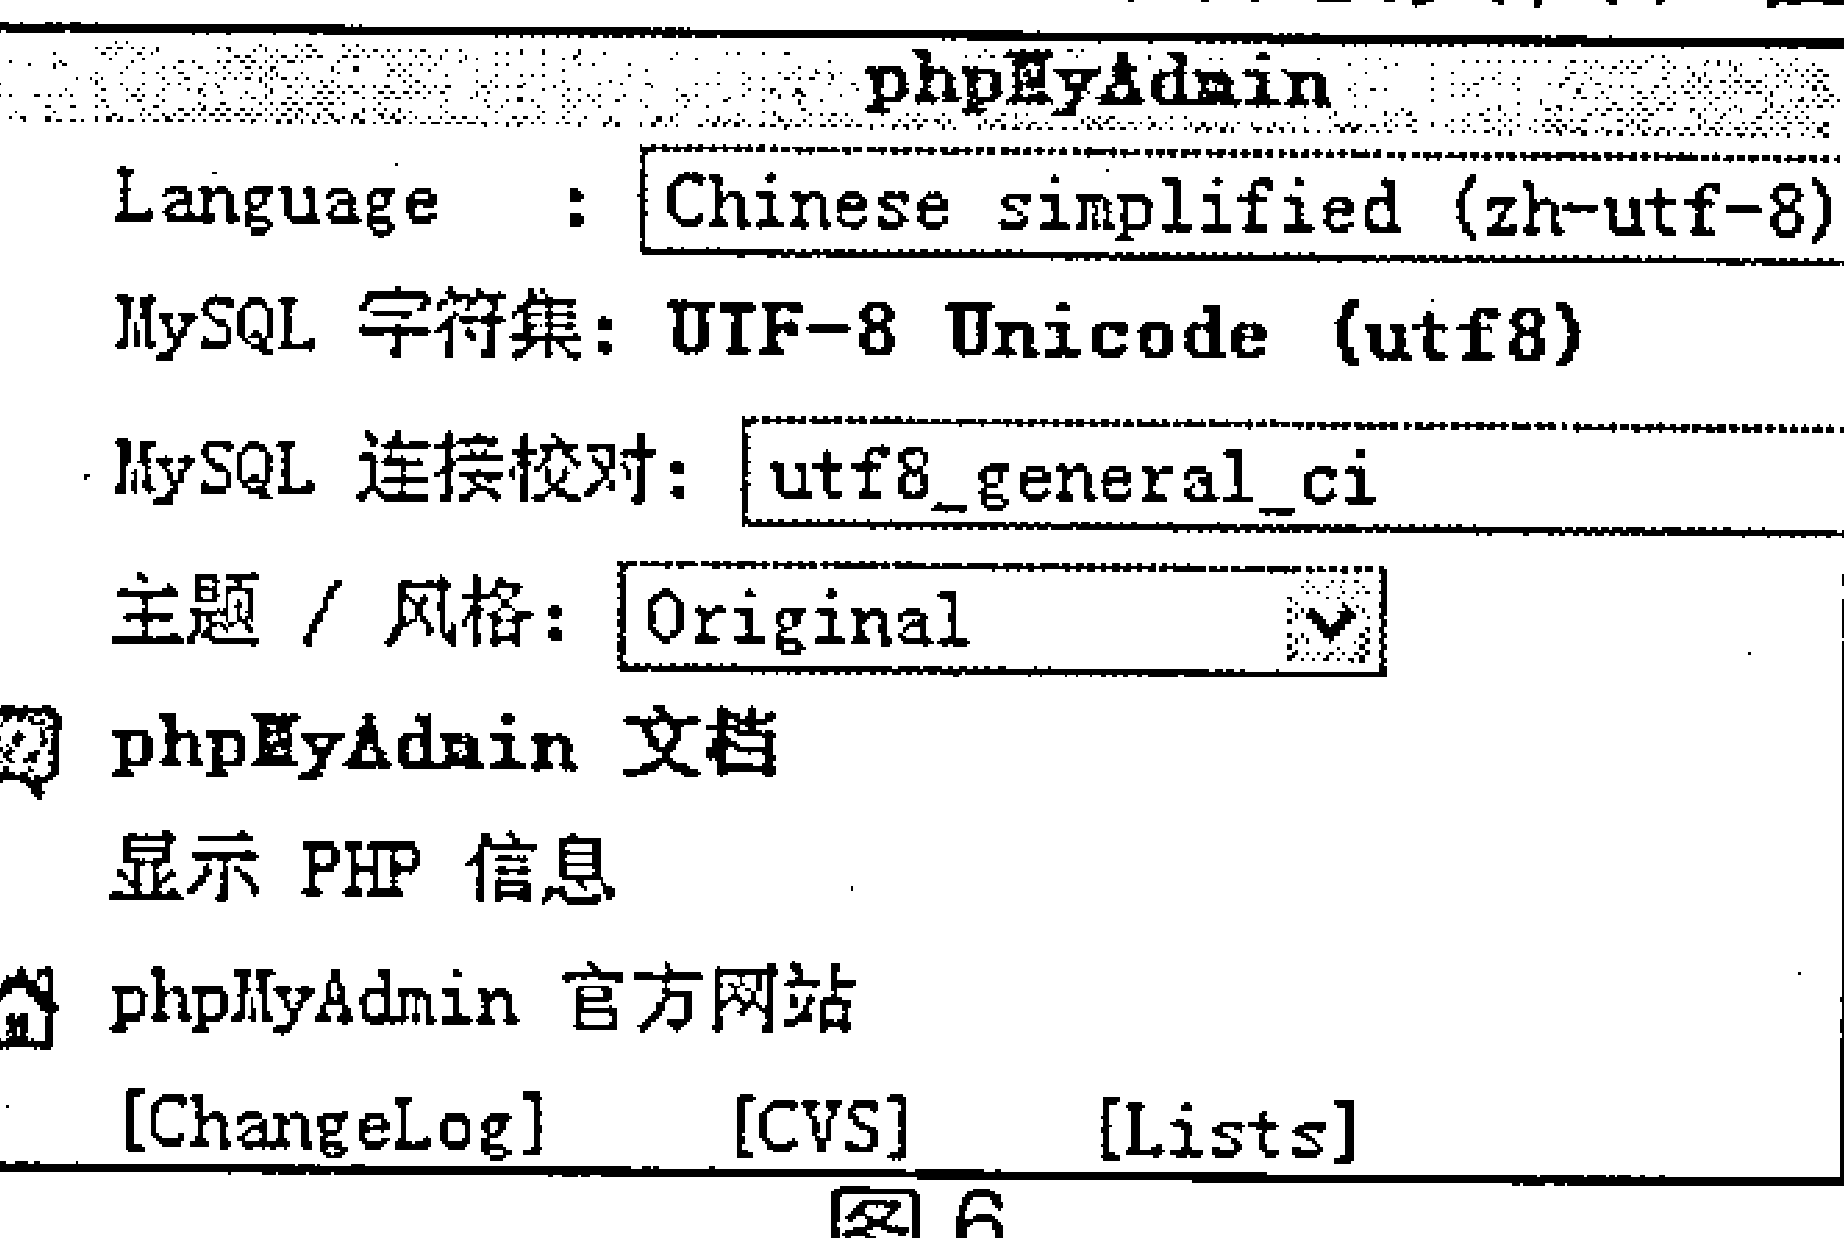 phpMyAdmin
Language : Chinese simplified (zh-utf-8)
MySQL 字符集: UTF-8 Unicode (utf8)
MySQL 连接校对: utf8_general_ci
主题 / 风格: Original
phpMyAdmin 文档
显示 PHP 信息
phpMyAdmin 官方网站
[ChangeLog] [CVS] [Lists]
图 6